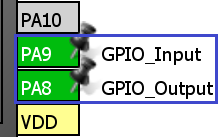 PA10
PA9 GPIO_Input
PA8 GPIO_Output
VDD